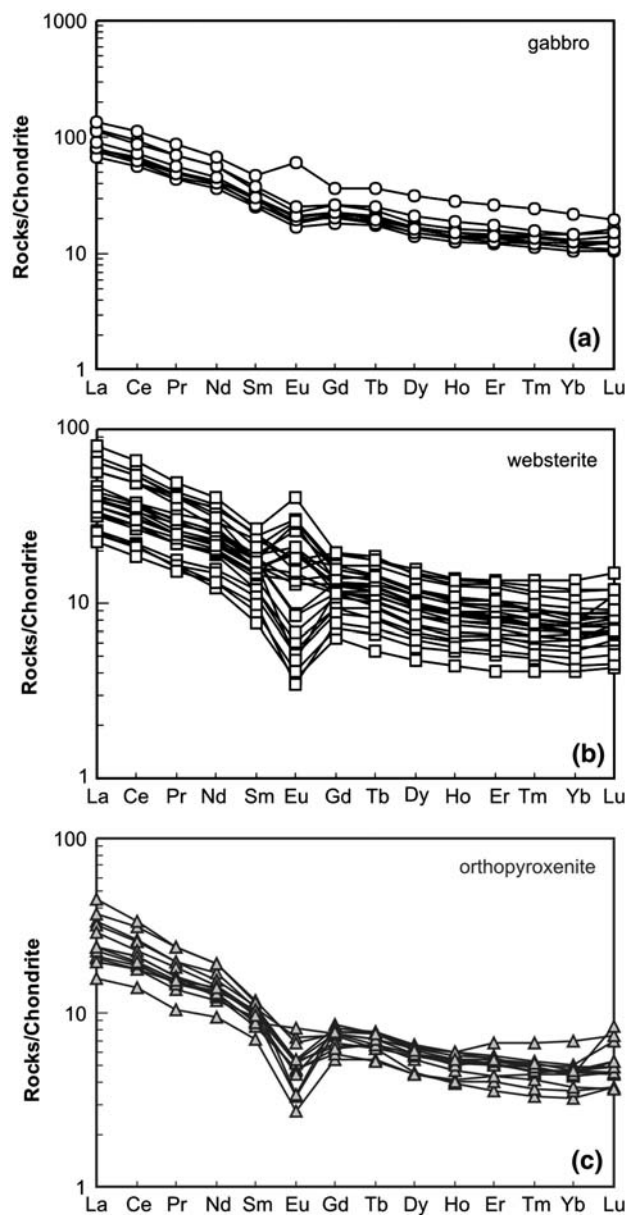 1000
gabbro
100
Rocks/Chondrite
10
(a)
1
La Ce Pr Nd Sm Eu Gd Tb Dy Ho Er Tm Yb Lu
100
websterite
Rocks/Chondrite
10
(b)
1
La Ce Pr Nd Sm Eu Gd Tb Dy Ho Er Tm Yb Lu
100
orthopyroxenite
Rocks/Chondrite
10
(c)
1
La Ce Pr Nd Sm Eu Gd Tb Dy Ho Er Tm Yb Lu